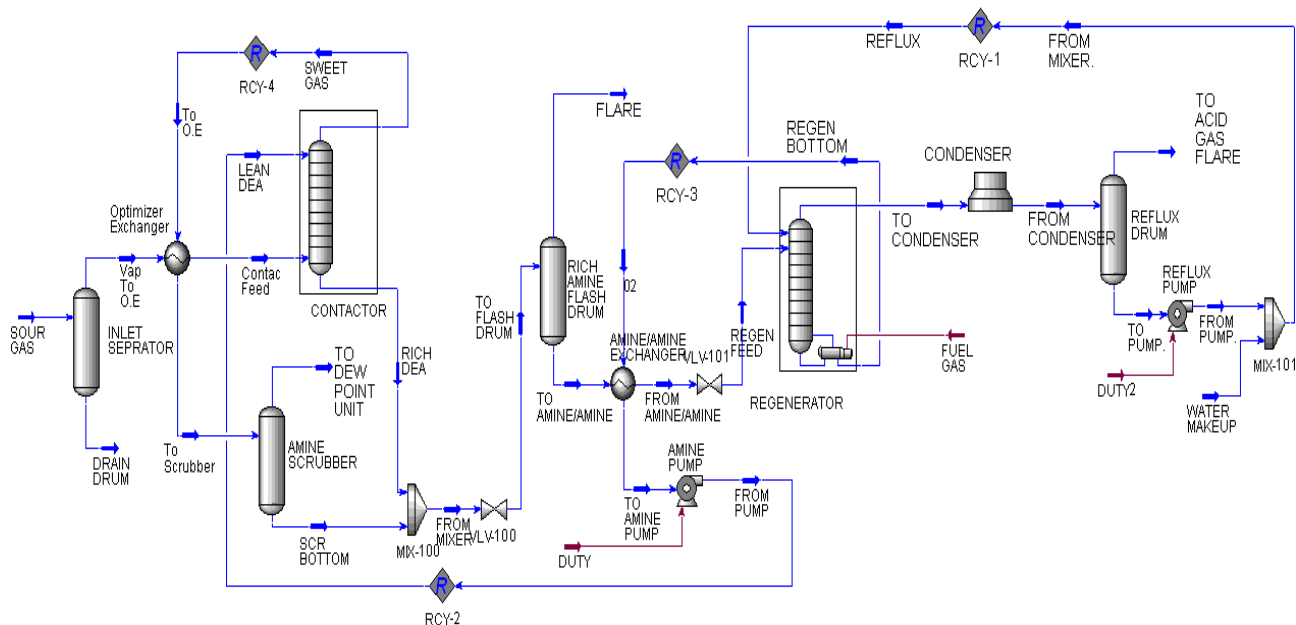 REFLUX
R
RCY-1
FROM
MIXER.
R
RCY-4
SWEET
GAS
To
O.E
FLARE
TO
ACID
GAS
FLARE
REGEN
BOTTOM
R
RCY-3
CONDENSER
LEAN
DEA
TO
CONDENSER
FROM
CONDENSER
REFLUX
DRUM
Optimizer
Exchanger
Vap
To
O.E
Contac
Feed
CONTACTOR
RICH
AMINE
FLASH
DRUM
02
REFLUX
PUMP
SOUR
GAS
INLET
SEPRATOR
TO
FLASH
DRUM
AMINE/AMINE
EXCHANGER
VLV-101
REGEN
FEED
FUEL
GAS
TO
PUMP.
FROM
PUMP.
MIX-101
RICH
DEA
TO
DEW
POINT
UNIT
TO
AMINE/AMINE
FROM
AMINE/AMINE
REGENERATOR
DUTY2
WATER
MAKEUP
DRAIN
DRUM
To
Scrubber
AMINE
SCRUBBER
AMINE
PUMP
TO
AMINE
PUMP
FROM
PUMP
SCR
BOTTOM
MIX-100
FROM
MIXER
VLV-100
DUTY
R
RCY-2